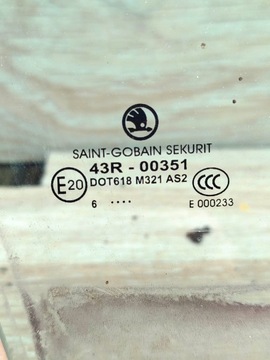 SAINT-GOBAIN SEKURIT
43R - 00351
E20 DOT618 M321 AS2 CCC
6 •••• E 000233